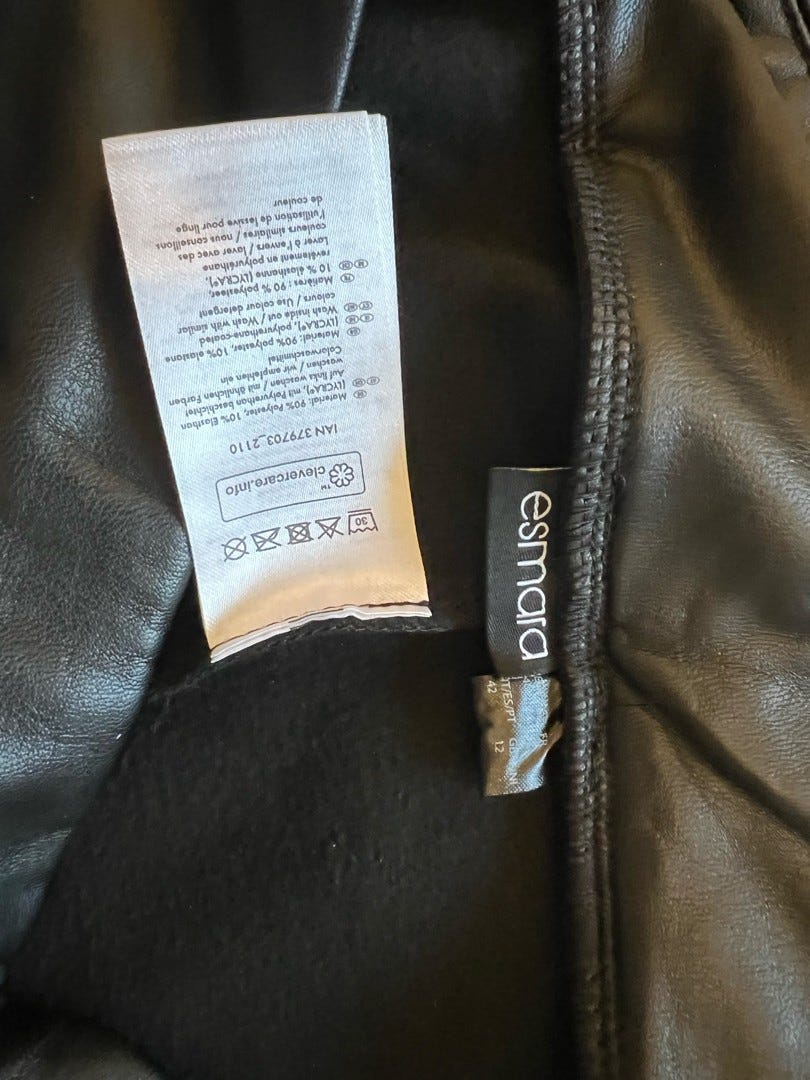 30
clevercare.info™
IAN 379703_2110
Material: 90% Polyester, 10% Elasthan
(LYCRA®), mit Polyurethan beschichtet
Auf links waschen / mit ähnlichen Farben
waschen / wir empfehlen ein
Colorwaschmittel
Material: 90% polyester, 10% elastane
(LYCRA®), polyurethane-coated
Wash inside out / Wash with similar
colours / Use colour detergent
Matières : 90 % polyester,
10 % élasthanne (LYCRA®),
revêtement en polyuréthane
Laver à l'envers / laver avec des
couleurs similaires / nous conseillons
l'utilisation de lessive pour linge
de couleur
esmara
42
12